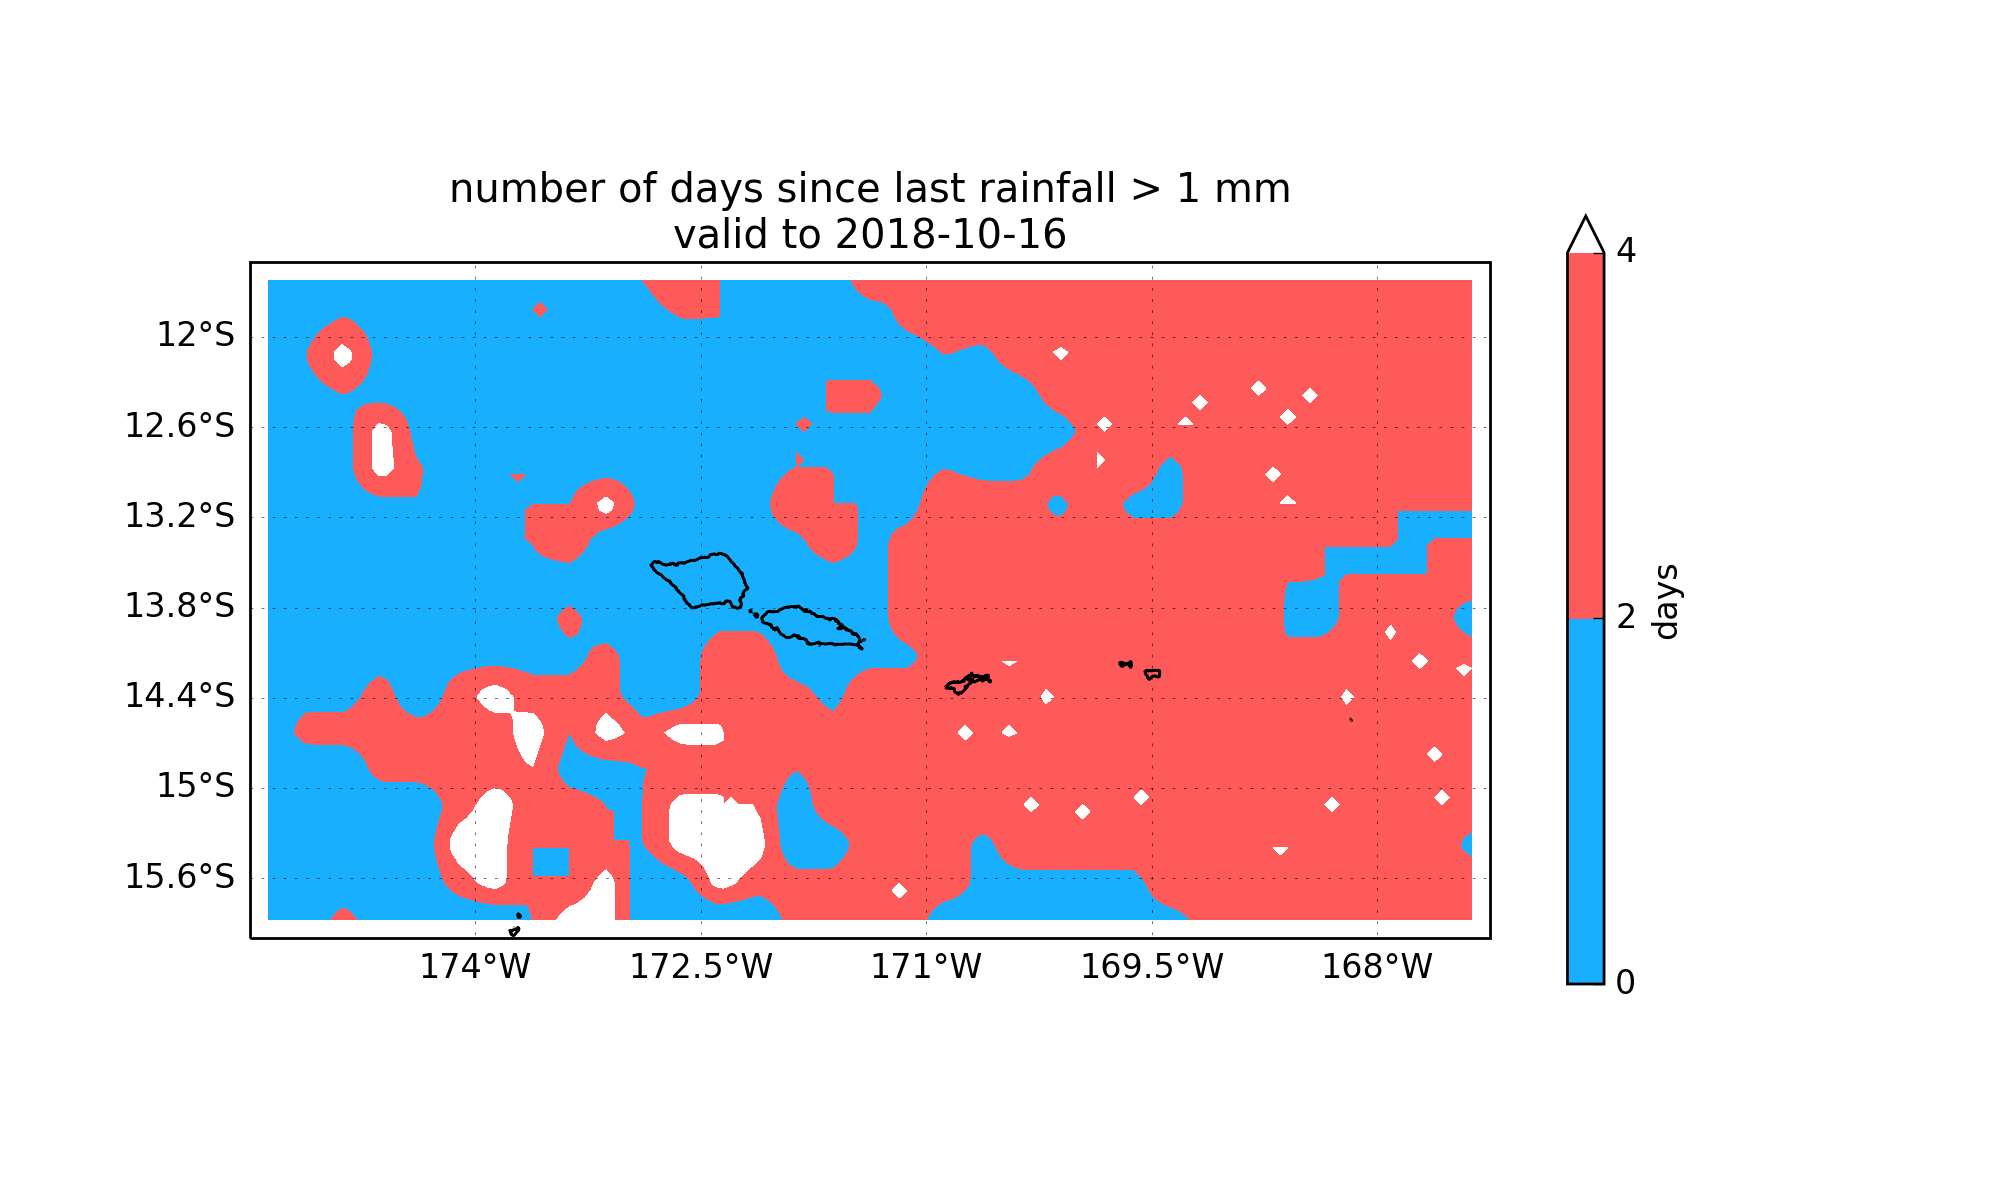 number of days since last rainfall > 1 mm
valid to 2018-10-16
12°S
12.6°S
13.2°S
13.8°S
14.4°S
15°S
15.6°S
174°W
172.5°W
171°W
169.5°W
168°W
4
2
0
days